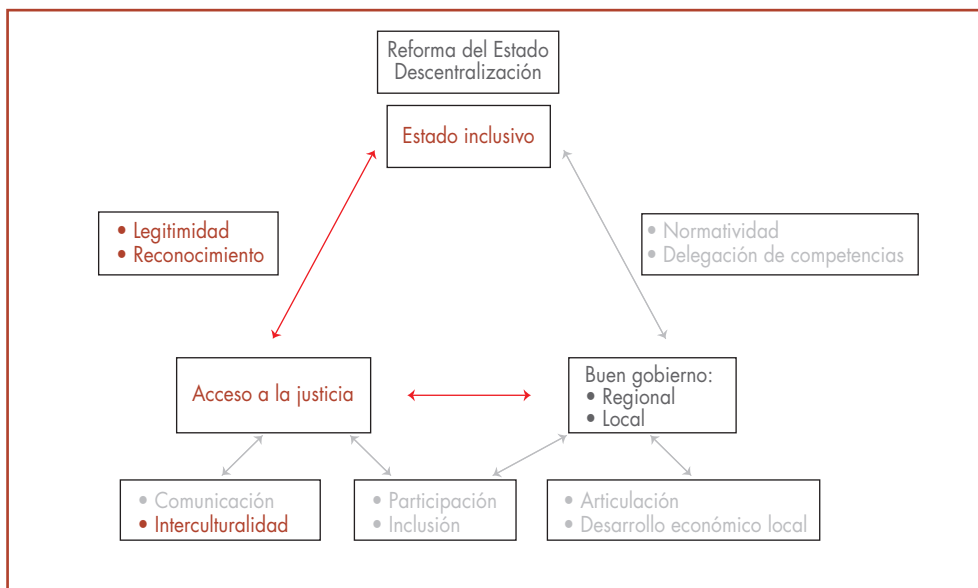 Reforma del Estado
Descentralización
Estado inclusivo
• Legitimidad
• Reconocimiento
• Normatividad
• Delegación de competencias
Acceso a la justicia
Buen gobierno:
• Regional
• Local
• Comunicación
• Interculturalidad
• Participación
• Inclusión
• Articulación
• Desarrollo económico local